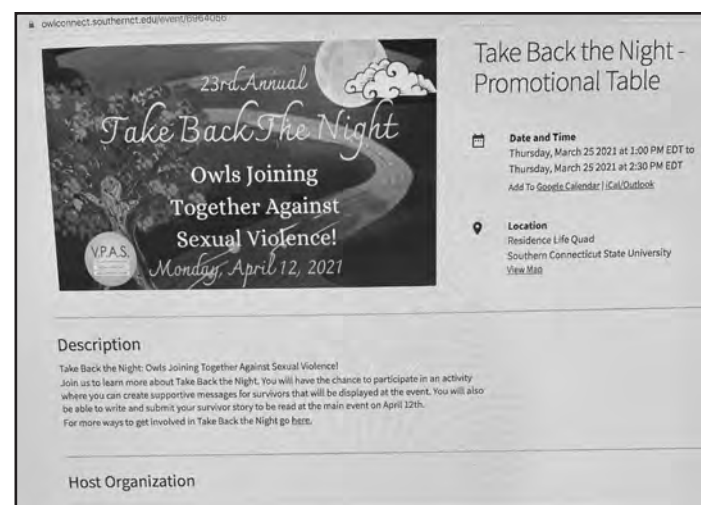 owlconnect.southernct.edu/event/6964056
23rd Annual
Take Back The Night
Owls Joining
Together Against
Sexual Violence!
Monday, April 12, 2021
V.P.A.S.
Take Back the Night -
Promotional Table
Date and Time
Thursday, March 25 2021 at 1:00 PM EDT to
Thursday, March 25 2021 at 2:30 PM EDT
Add To Google Calendar | iCal/Outlook
Location
Residence Life Quad
Southern Connecticut State University
View Map
Description
Take Back the Night: Owls Joining Together Against Sexual Violence!
Join us to learn more about Take Back the Night. You will have the chance to participate in an activity
where you can create supportive messages for survivors that will be displayed at the event. You will also
be able to write and submit your survivor story to be read at the main event on April 12th.
For more ways to get involved in Take Back the Night go here.
Host Organization